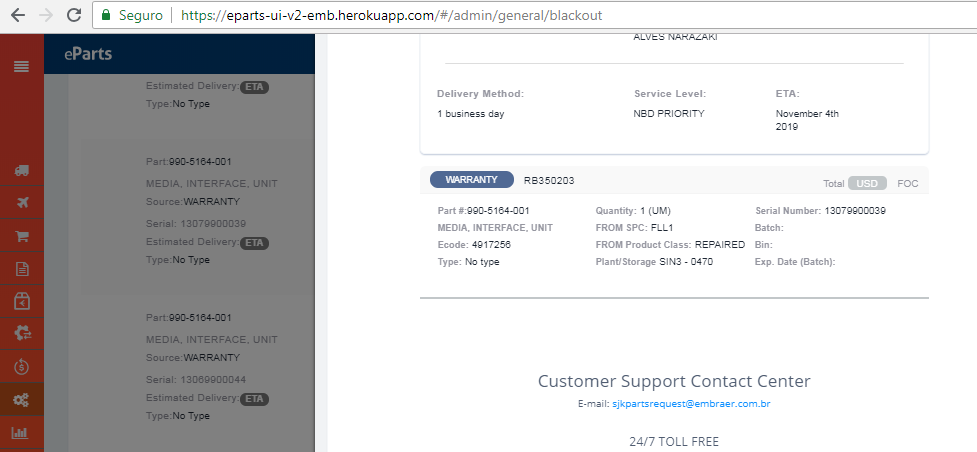 Seguro https://eparts-ui-v2-emb.herokuapp.com/#/admin/general/blackout
eParts
Estimated Delivery: ETA
Type:No Type
Part:990-5164-001
MEDIA, INTERFACE, UNIT
Source:WARRANTY
Serial: 13079900039
Estimated Delivery: ETA
Type:No Type
Part:990-5164-001
MEDIA, INTERFACE, UNIT
Source:WARRANTY
Serial: 13069900044
Estimated Delivery: ETA
Type:No Type
ALVES NARAZAKI
Delivery Method: Service Level: ETA:
1 business day NBD PRIORITY November 4th
2019
WARRANTY RB350203 Total USD FOC
Part #:990-5164-001 Quantity: 1 (UM) Serial Number: 13079900039
MEDIA, INTERFACE, UNIT FROM SPC: FLL1 Batch:
Ecode: 4917256 FROM Product Class: REPAIRED Bin:
Type: No type Plant/Storage SIN3 - 0470 Exp. Date (Batch):
Customer Support Contact Center
E-mail: sjkpartsrequest@embraer.com.br
24/7 TOLL FREE